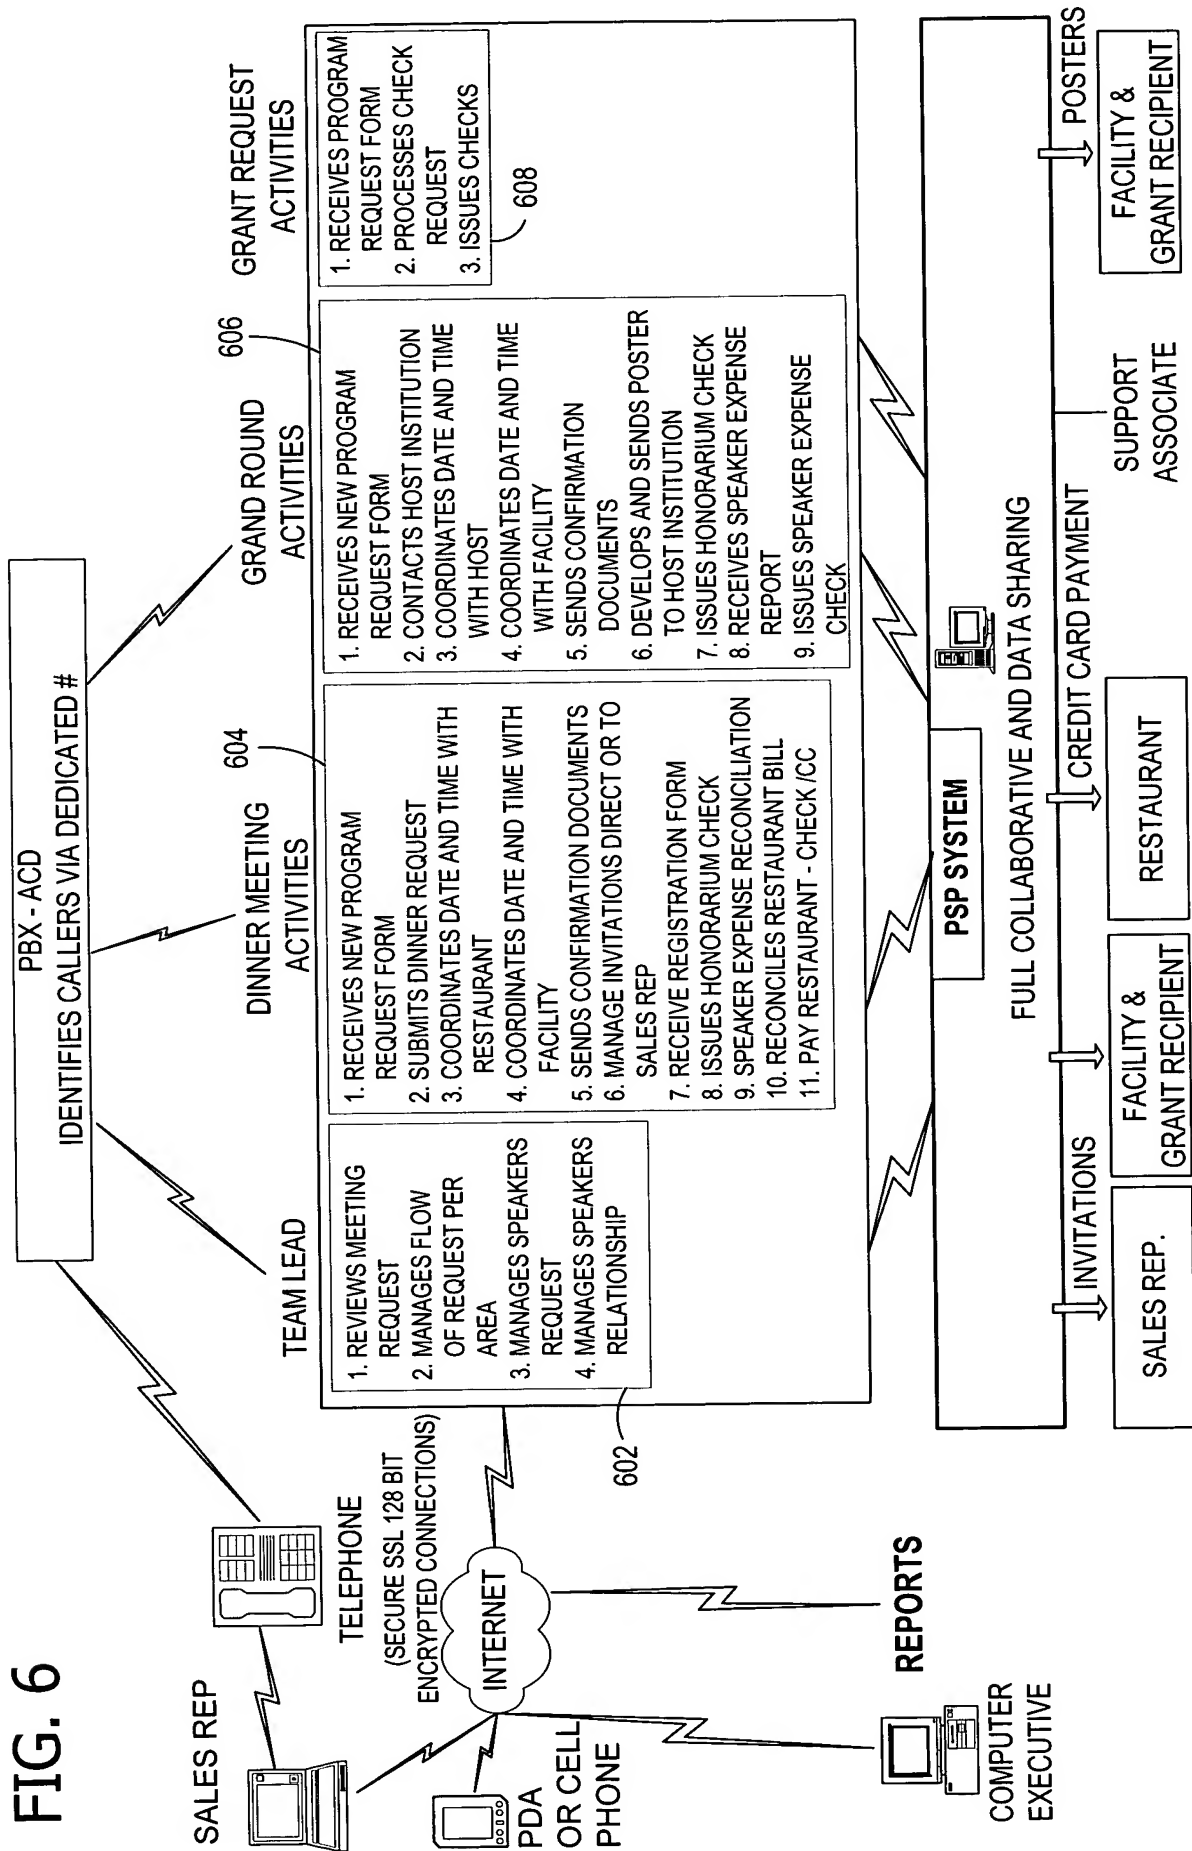 FIG. 6
PBX - ACD
IDENTIFIES CALLERS VIA DEDICATED #
SALES REP
TELEPHONE
(SECURE SSL 128 BIT
ENCRYPTED CONNECTIONS)
PDA
OR CELL
PHONE
INTERNET
COMPUTER
EXECUTIVE
REPORTS
TEAM LEAD
1. REVIEWS MEETING
REQUEST
2. MANAGES FLOW
OF REQUEST PER
AREA
3. MANAGES SPEAKERS
REQUEST
4. MANAGES SPEAKERS
RELATIONSHIP
602
DINNER MEETING
ACTIVITIES
604
1. RECEIVES NEW PROGRAM
REQUEST FORM
2. SUBMITS DINNER REQUEST
3. COORDINATES DATE AND TIME WITH
RESTAURANT
4. COORDINATES DATE AND TIME WITH
FACILITY
5. SENDS CONFIRMATION DOCUMENTS
6. MANAGE INVITATIONS DIRECT OR TO
SALES REP
7. RECEIVE REGISTRATION FORM
8. ISSUES HONORARIUM CHECK
9. SPEAKER EXPENSE RECONCILIATION
10. RECONCILES RESTAURANT BILL
11. PAY RESTAURANT - CHECK /CC
GRAND ROUND
ACTIVITIES
606
1. RECEIVES NEW PROGRAM
REQUEST FORM
2. CONTACTS HOST INSTITUTION
3. COORDINATES DATE AND TIME
WITH HOST
4. COORDINATES DATE AND TIME
WITH FACILITY
5. SENDS CONFIRMATION
DOCUMENTS
6. DEVELOPS AND SENDS POSTER
TO HOST INSTITUTION
7. ISSUES HONORARIUM CHECK
8. RECEIVES SPEAKER EXPENSE
REPORT
9. ISSUES SPEAKER EXPENSE
CHECK
GRANT REQUEST
ACTIVITIES
1. RECEIVES PROGRAM
REQUEST FORM
2. PROCESSES CHECK
REQUEST
3. ISSUES CHECKS
608
PSP SYSTEM
FULL COLLABORATIVE AND DATA SHARING
INVITATIONS
CREDIT CARD PAYMENT
SUPPORT
ASSOCIATE
POSTERS
SALES REP.
FACILITY &
GRANT RECIPIENT
RESTAURANT
FACILITY &
GRANT RECIPIENT